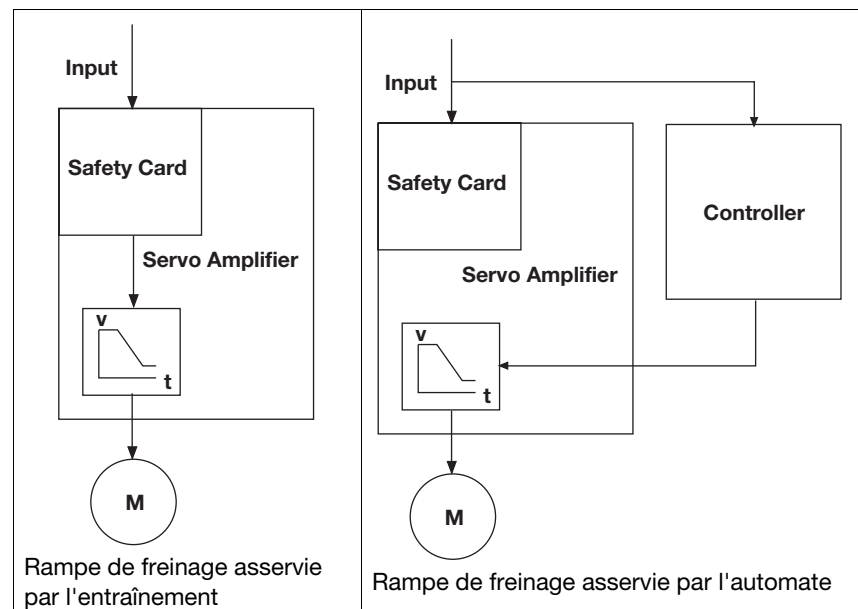 Input
Safety Card
Servo Amplifier
v
t
M
Rampe de freinage asservie
par l'entraînement
Input
Safety Card
Controller
Servo Amplifier
v
t
M
Rampe de freinage asservie par l'automate